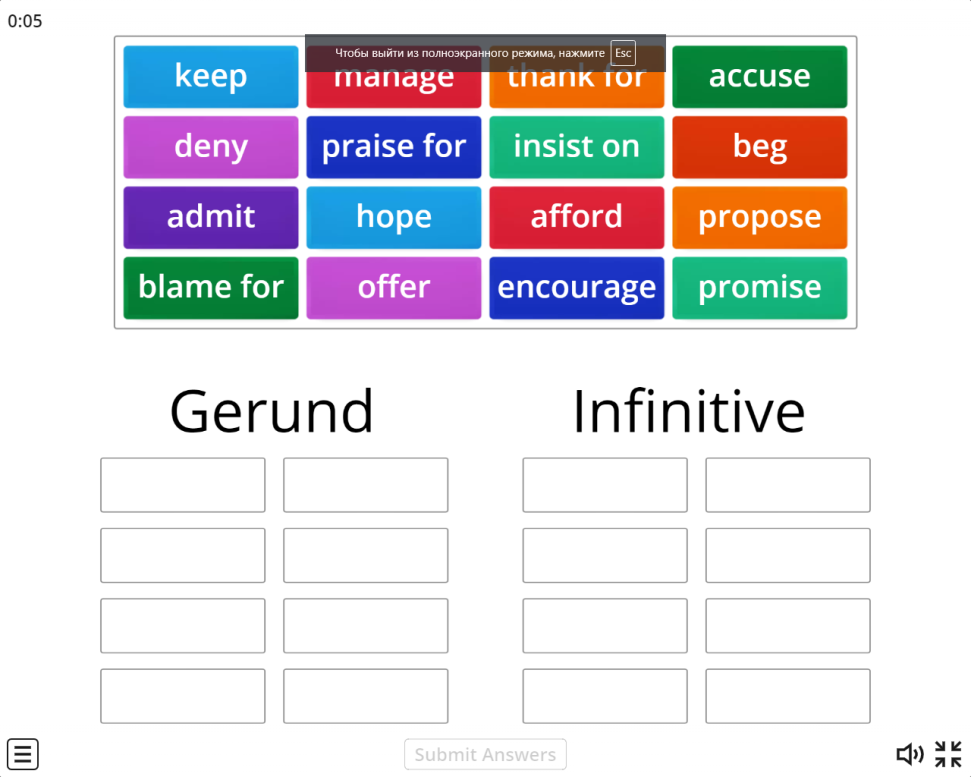 0:05
Чтобы выйти из полноэкранного режима, нажмите Esc
keep manage thank for accuse
deny praise for insist on beg
admit hope afford propose
blame for offer encourage promise
Gerund Infinitive
Submit Answers